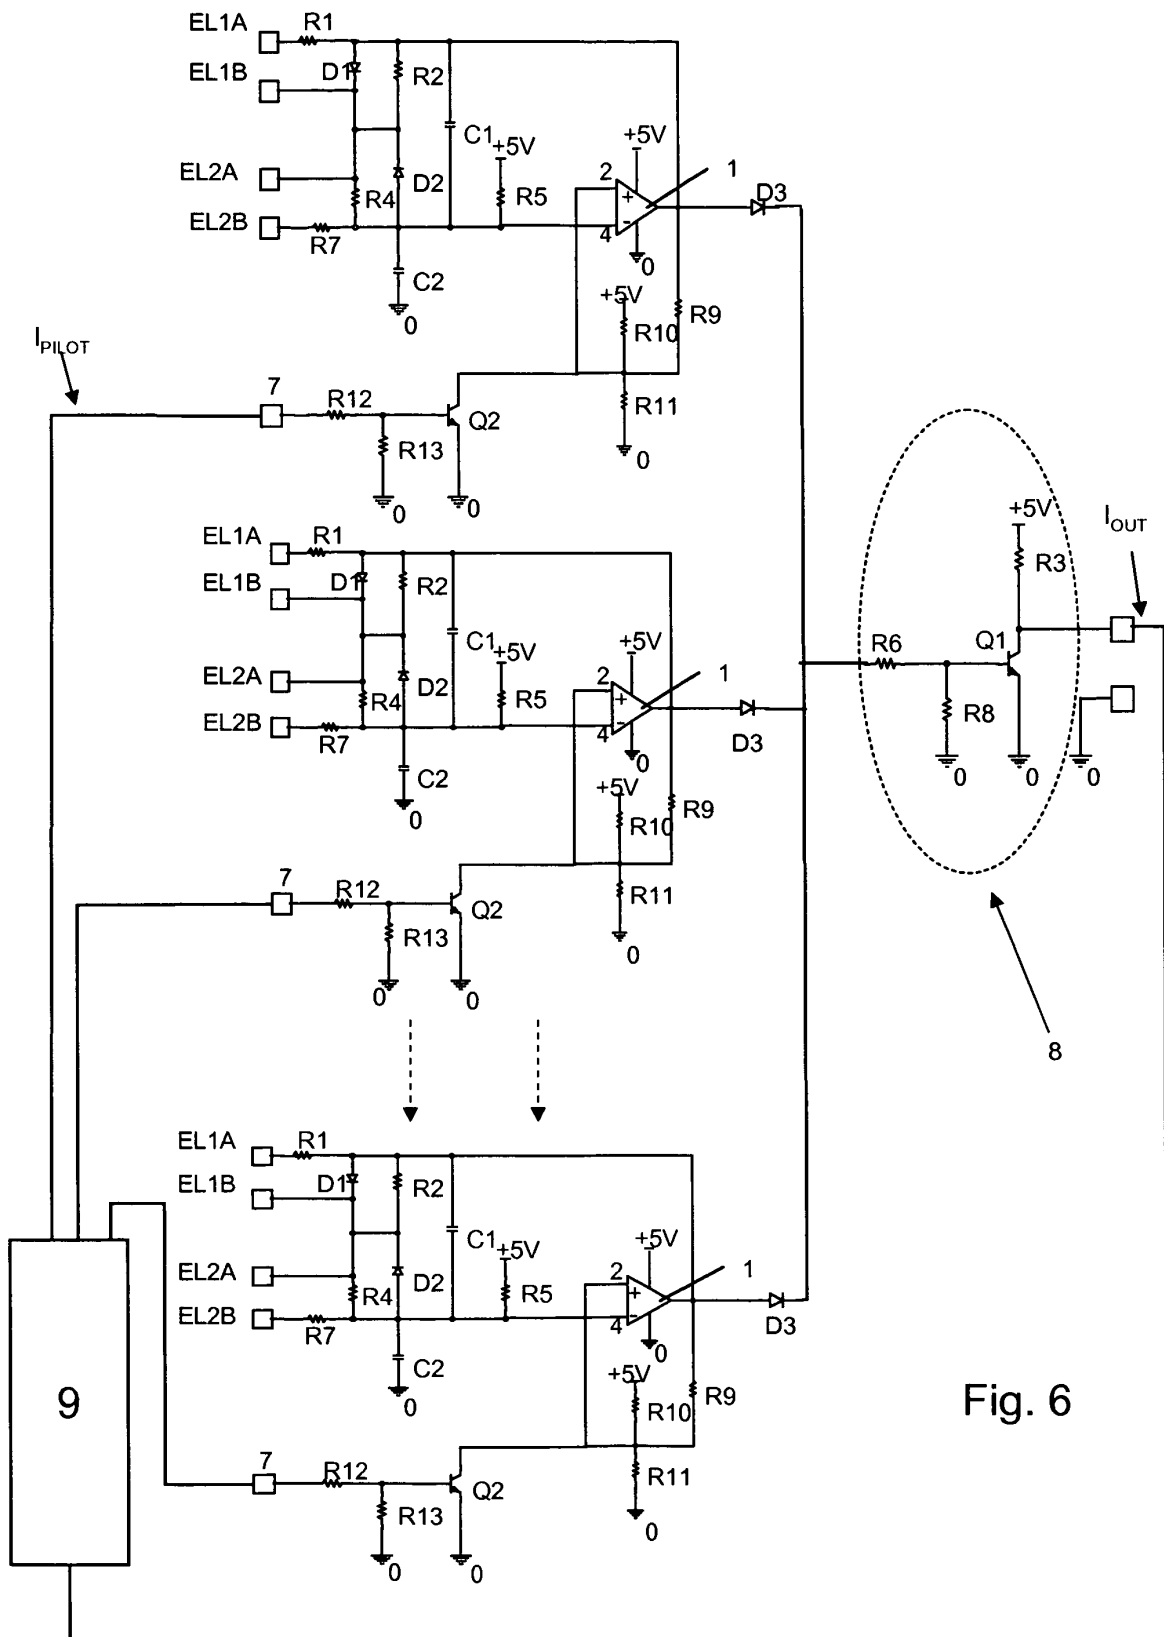 EL1A R1
EL1B D1 R2
C1 +5V +5V
EL2A R4 D2 R5 2 + 1 D3
EL2B R7 4 -
C2 0
0 +5V
R10 R9
IPILOT
7 R12 Q2 R11
R13 0
0 0
EL1A R1
EL1B D1 R2
C1 +5V +5V
EL2A R4 D2 R5 2 + 1
EL2B R7 4 - D3
C2 0
0 +5V
R10 R9
7 R12 Q2 R11
R13 0
0 0
+5V IOUT
R3
R6 Q1
R8
0 0 0
8
EL1A R1
EL1B D1 R2
C1 +5V +5V
EL2A R4 D2 R5 2 + 1
EL2B R7 4 - D3
C2 0
0 +5V
R10 R9
9
7 R12 Q2 R11
R13 0
0 0
Fig. 6